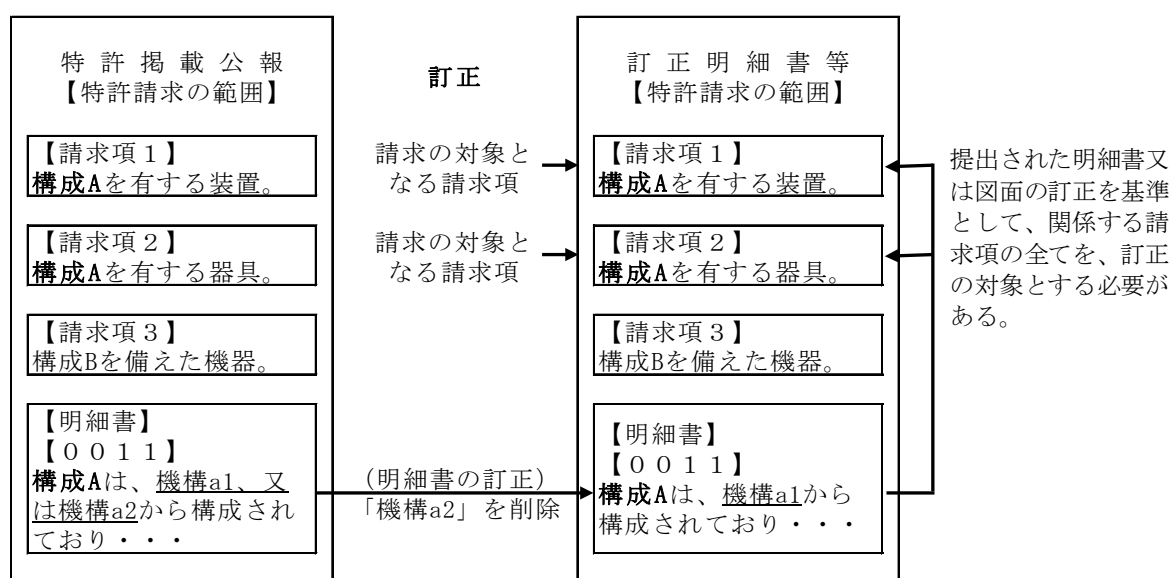 特許掲載公報
【特許請求の範囲】
【請求項１】
構成Aを有する装置。
【請求項２】
構成Aを有する器具。
【請求項３】
構成Bを備えた機器。
【明細書】
【００１１】
構成Aは、機構a1、又
は機構a2から構成され
ており・・・
訂正
請求の対象と
なる請求項
請求の対象と
なる請求項
(明細書の訂正)
「機構a2」を削除
訂正明細書等
【特許請求の範囲】
【請求項１】
構成Aを有する装置。
【請求項２】
構成Aを有する器具。
【請求項３】
構成Bを備えた機器。
【明細書】
【００１１】
構成Aは、機構a1から
構成されており・・・
提出された明細書又
は図面の訂正を基準
として、関係する請
求項の全てを、訂正
の対象とする必要が
ある。